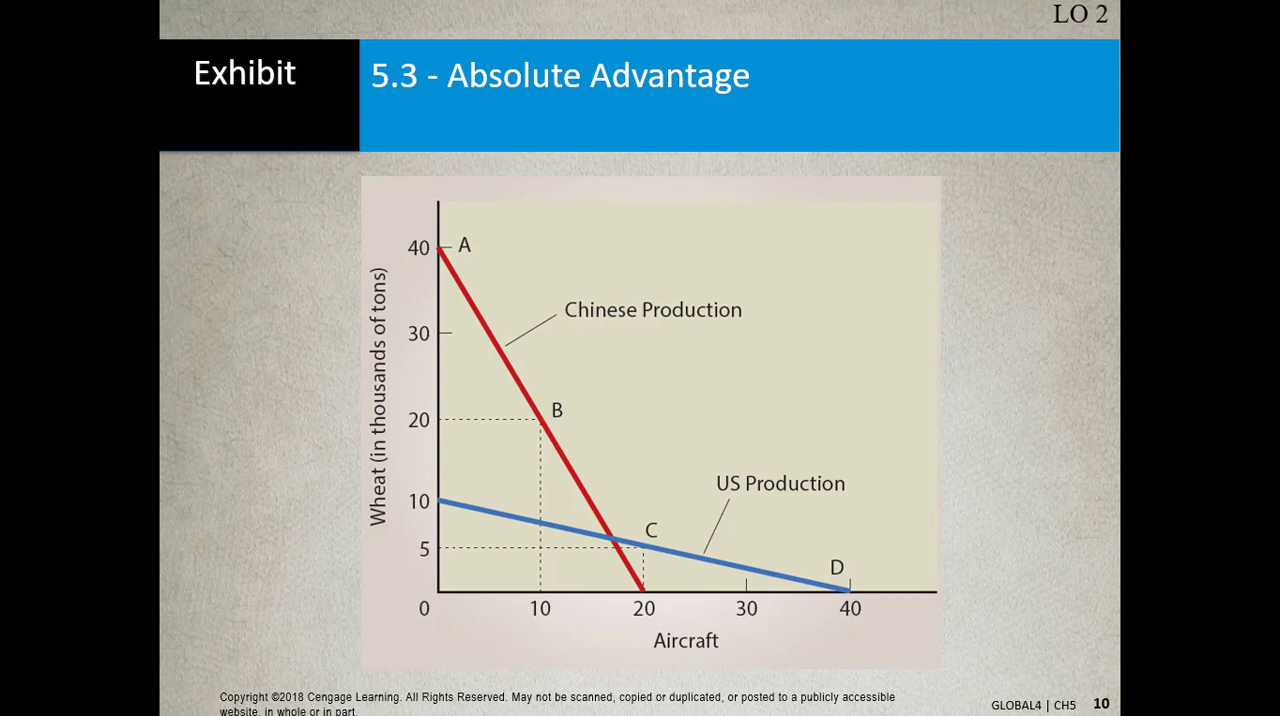 LO 2
Exhibit
5.3 - Absolute Advantage
40
A
Chinese Production
30
Wheat (in thousands of tons)
B
20
US Production
10
C
5
D
0
10
20
30
40
Aircraft
Copyright ©2018 Cengage Learning. All Rights Reserved. May not be scanned, copied or duplicated, or posted to a publicly accessible
website, in whole or in part.
GLOBAL4 | CH5
10